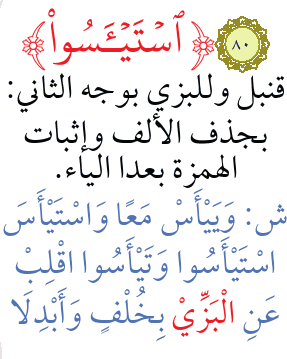 ﴿ٱسۡتَيۡـَٔسُواْ﴾ ٨٠
قنبل وللبزي بوجه الثاني:
بجذف الألف وإثبات
الهمزة بعدا الياء.
ش: وَيَيْأَسْ مَعًا وَاسْتَيْأَسَ
اسْتَيْأَسُوا وَتَيْأَسُوا اقْلِبْ
عَنِ الْبَزِّيْ بِخُلْفٍ وَأَبْدِلَا